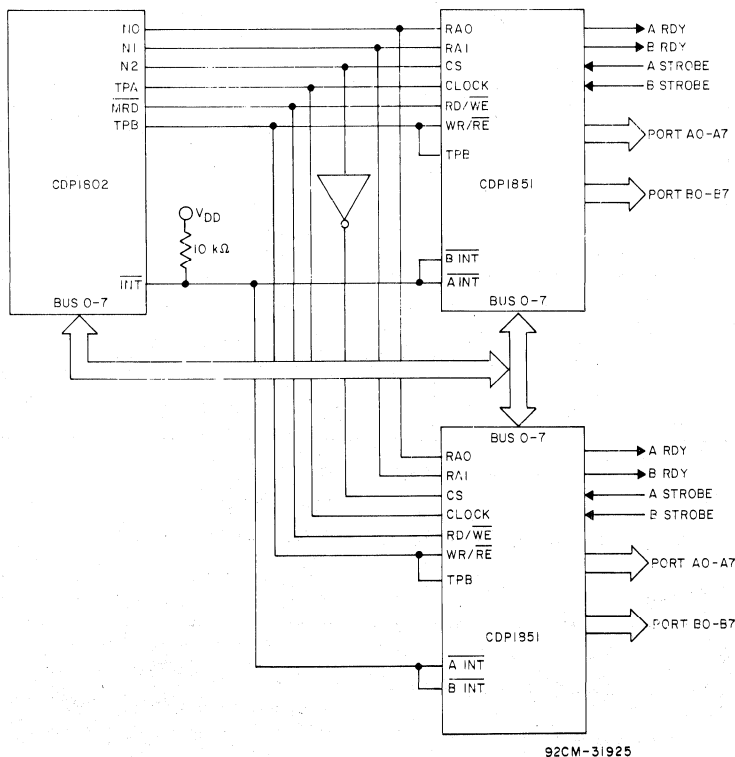 N0
N1
N2
TPA
MRD
TPB
CDP1802
VDD
10 kΩ
INT
BUS 0-7
RA0
RA1
CS
CLOCK
RD/WE
WR/RE
TPB
CDP1851
B INT
A INT
BUS 0-7
A RDY
B RDY
A STROBE
B STROBE
PORT A0-A7
PORT B0-B7
BUS 0-7
RA0
RA1
CS
CLOCK
RD/WE
WR/RE
TPB
CDP1851
A INT
B INT
A RDY
B RDY
A STROBE
B STROBE
PORT A0-A7
PORT B0-B7
92CM-31925